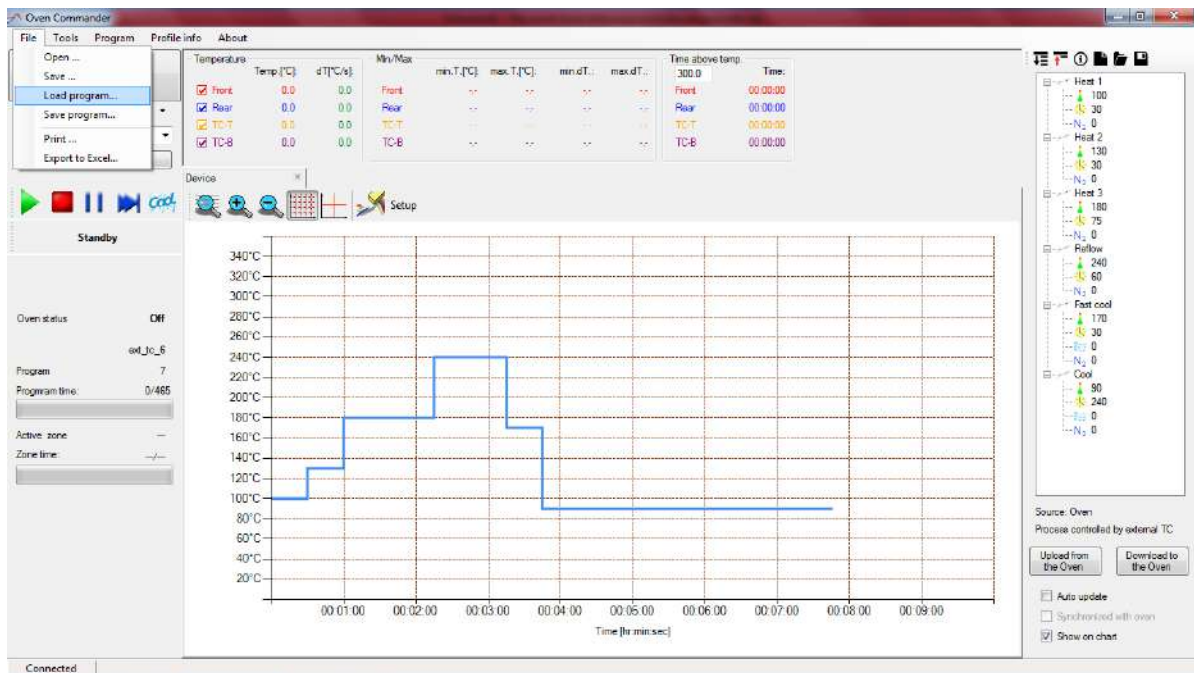 Oven Commander
File Tools Program Profile info About
Open ...
Save ...
Load program...
Save program...
Print ...
Export to Excel...
Temperature
Temp.[°C]: dT[°C/s]:
Front 0.0 0.0
Rear 0.0 0.0
TC-T 0.0 0.0
TC-B 0.0 0.0
Min/Max
min.T.[°C]: max.T.[°C]: min.dT.: max.dT.:
Front -.- -.- -.- -.-
Rear -.- -.- -.- -.-
TC-T
TC-B -.- -.- -.- -.-
Time above temp.
300.0 Time:
Front 00:00:00
Rear 00:00:00
TC-T 00:00:00
TC-B 00:00:00
Device
Setup
Cool
Standby
Oven status Off
ext_tc_6
Program 7
Progmram time: 0/465
Active zone ---
Zone time: --/--
340°C
320°C
300°C
280°C
260°C
240°C
220°C
200°C
180°C
160°C
140°C
120°C
100°C
80°C
60°C
40°C
20°C
00:01:00 00:02:00 00:03:00 00:04:00 00:05:00 00:06:00 00:07:00 00:08:00 00:09:00
Time [hr:min:sec]
Heat 1
100
30
N2 0
Heat 2
130
30
N2 0
Heat 3
180
75
N2 0
Reflow
240
60
N2 0
Fast cool
170
30
0
N2 0
Cool
90
240
0
N2 0
Source: Oven
Process controlled by external TC
Upload from
the Oven
Download to
the Oven
Auto update
Synchronized with oven
Show on chart
Connected